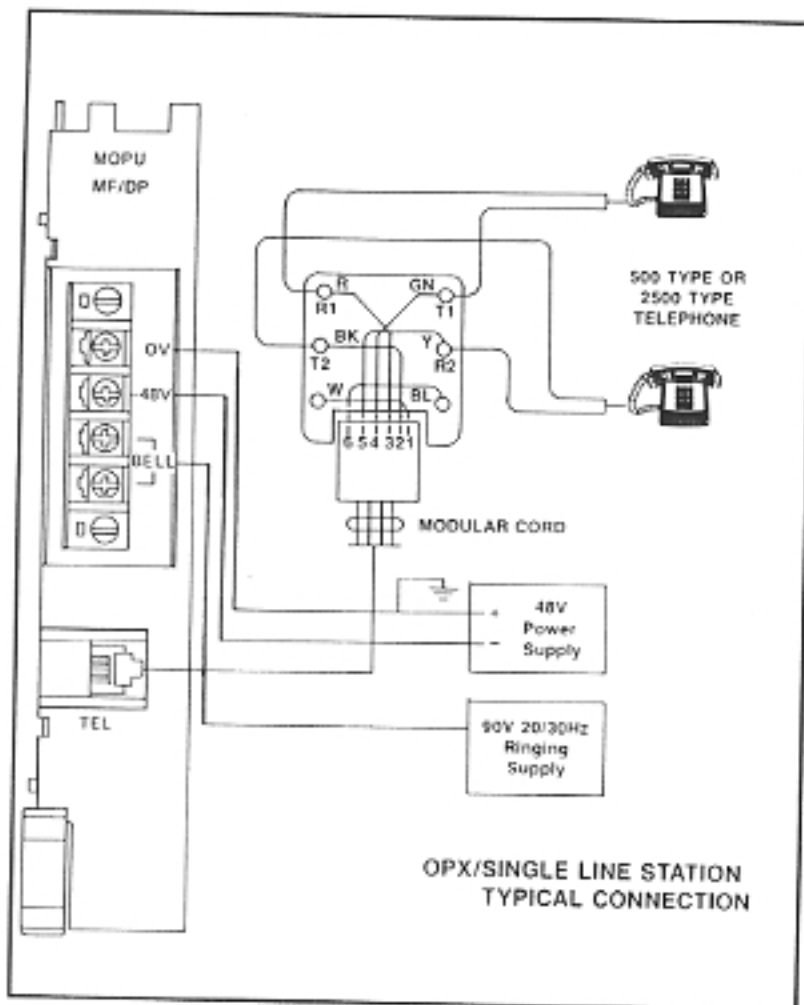 MOPU
MF/DP
0V
48V
BELL
TEL
R
GN
R1
T1
BK
Y
T2
R2
W
BL
6 5 4 3 2 1
MODULAR CORD
500 TYPE OR
2500 TYPE
TELEPHONE
+
48V
Power
−
Supply
90V 20/30Hz
Ringing
Supply
OPX/SINGLE LINE STATION
TYPICAL CONNECTION